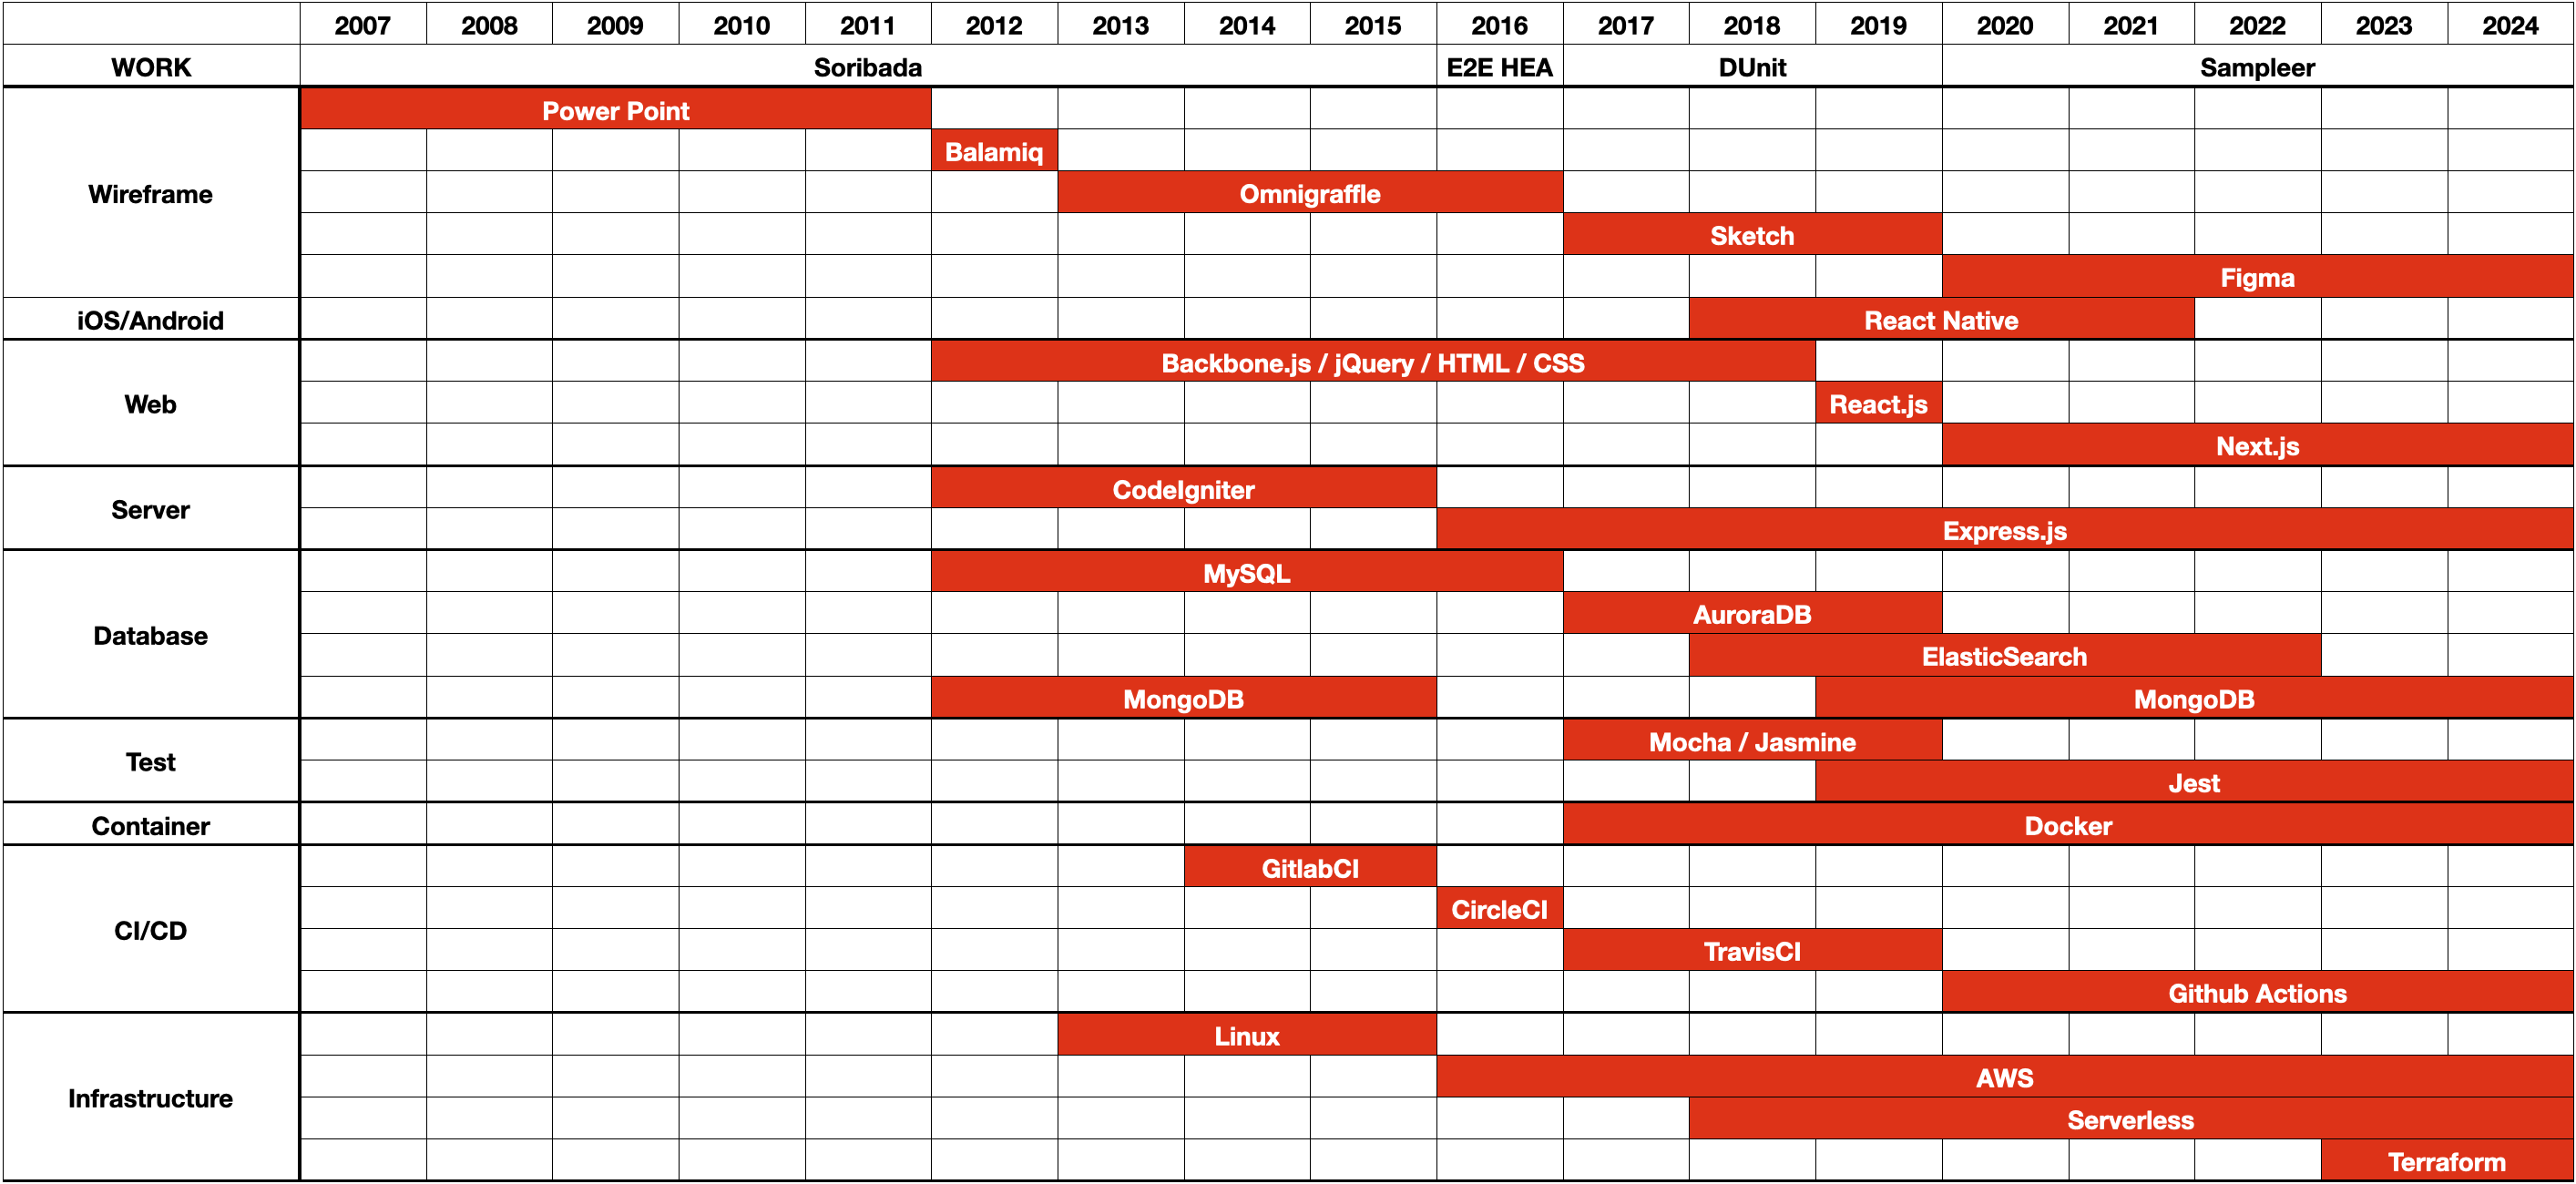 2007 2008 2009 2010 2011 2012 2013 2014 2015 2016 2017 2018 2019 2020 2021 2022 2023 2024
WORK Soribada E2E HEA DUnit Sampleer
Power Point
Balamiq
Wireframe Omnigraffle
Sketch
Figma
iOS/Android React Native
Backbone.js / jQuery / HTML / CSS
Web React.js
Next.js
Server CodeIgniter
Express.js
MySQL
AuroraDB
Database ElasticSearch
MongoDB MongoDB
Test Mocha / Jasmine
Jest
Container Docker
GitlabCI
CircleCI
CI/CD TravisCI
Github Actions
Linux
AWS
Infrastructure Serverless
Terraform